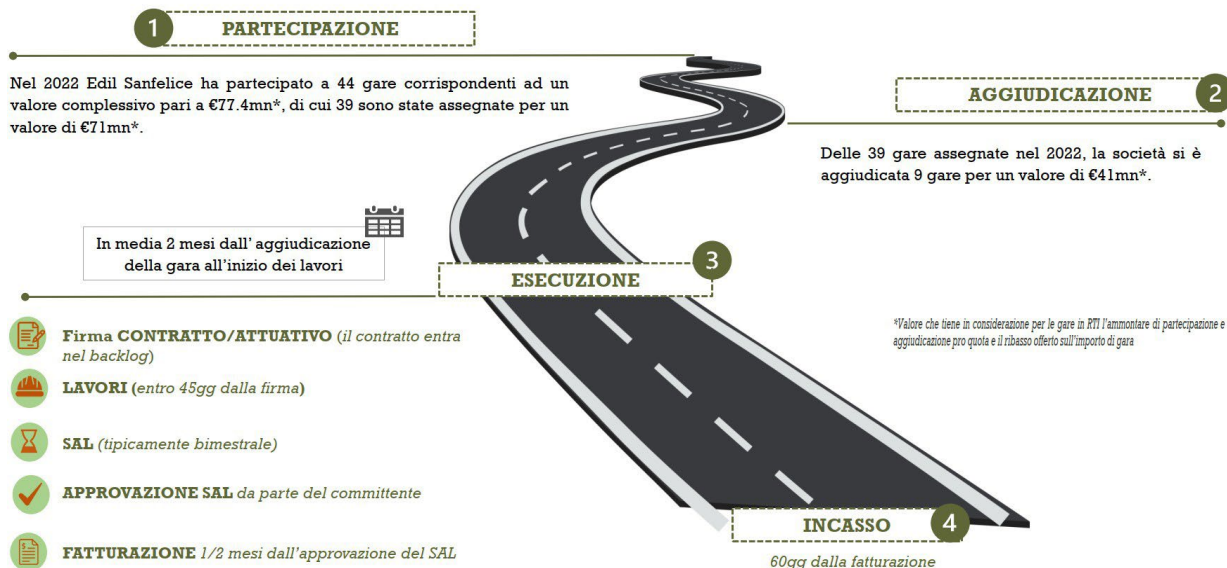 1 PARTECIPAZIONE
Nel 2022 Edil Sanfelice ha partecipato a 44 gare corrispondenti ad un
valore complessivo pari a €77.4mn*, di cui 39 sono state assegnate per un
valore di €71mn*.
AGGIUDICAZIONE 2
Delle 39 gare assegnate nel 2022, la società si è
aggiudicata 9 gare per un valore di €41mn*.
In media 2 mesi dall’ aggiudicazione
della gara all’inizio dei lavori
ESECUZIONE 3
Firma CONTRATTO/ATTUATIVO (il contratto entra
nel backlog)
LAVORI (entro 45gg dalla firma)
SAL (tipicamente bimestrale)
APPROVAZIONE SAL da parte del committente
FATTURAZIONE 1/2 mesi dall’approvazione del SAL
*Valore che tiene in considerazione per le gare in RTI l’ammontare di partecipazione e
aggiudicazione pro quota e il ribasso offerto sull’importo di gara
INCASSO 4
60gg dalla fatturazione